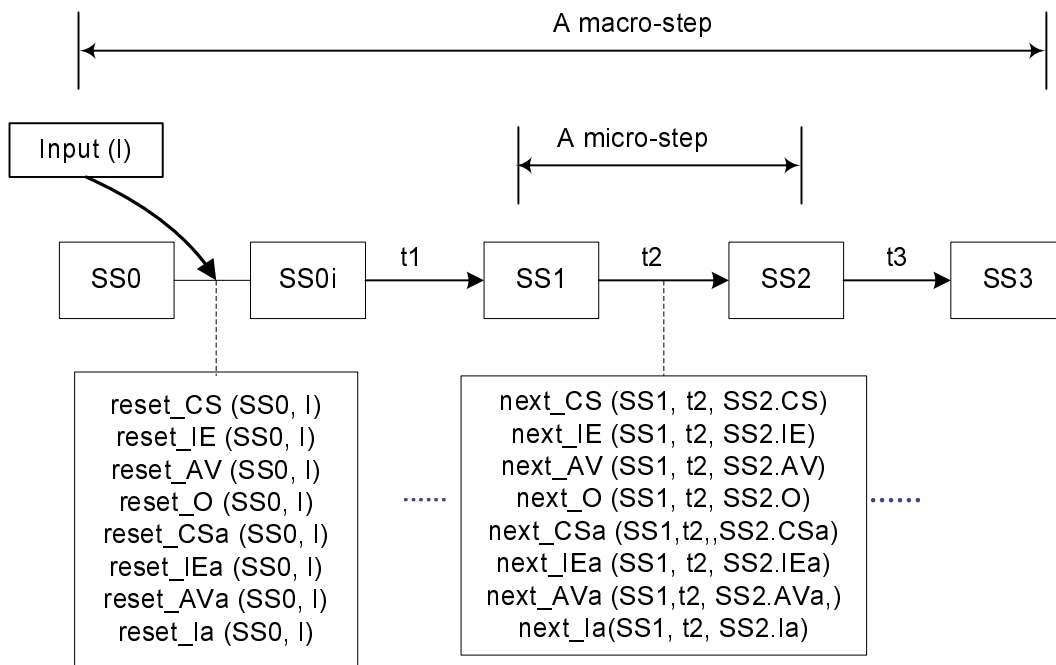 A macro-step
Input (I)
A micro-step
SS0
SS0i
t1
SS1
t2
SS2
t3
SS3
reset_CS (SS0, I)
reset_IE (SS0, I)
reset_AV (SS0, I)
reset_O (SS0, I)
reset_CSa (SS0, I)
reset_IEa (SS0, I)
reset_AVa (SS0, I)
reset_Ia (SS0, I)
......
next_CS (SS1, t2, SS2.CS)
next_IE (SS1, t2, SS2.IE)
next_AV (SS1, t2, SS2.AV)
next_O (SS1, t2, SS2.O)
next_CSa (SS1,t2,,SS2.CSa)
next_IEa (SS1, t2, SS2.IEa)
next_AVa (SS1,t2, SS2.AVa,)
next_Ia(SS1, t2, SS2.Ia)
......